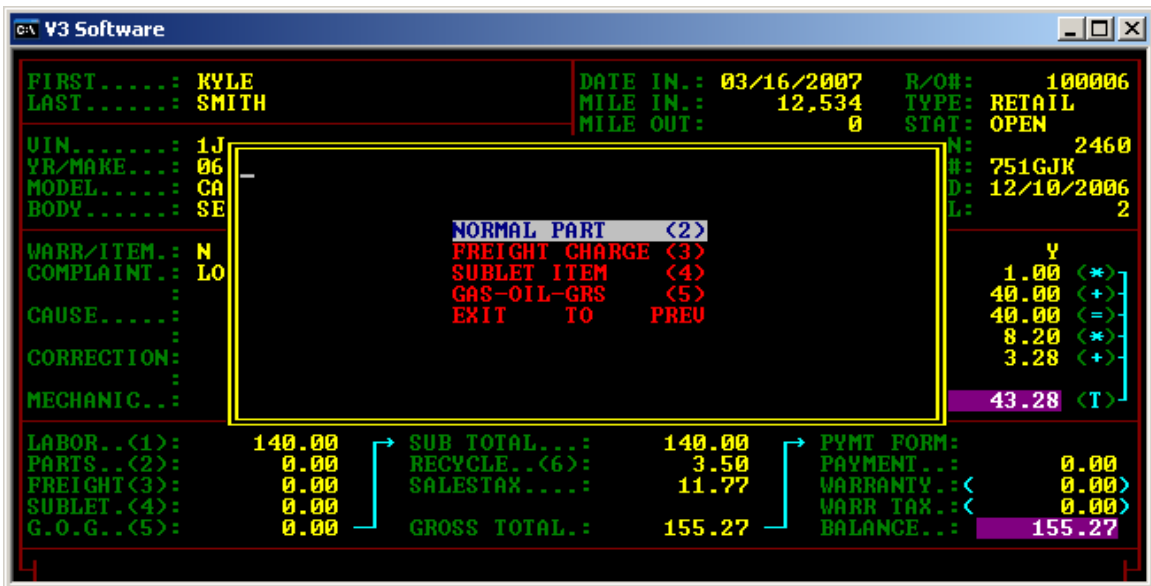 V3 Software
FIRST.....: KYLE DATE IN.: 03/16/2007 R/O#: 100006
LAST......: SMITH MILE IN.: 12,534 TYPE: RETAIL
MILE OUT: 0 STAT: OPEN
VIN.......: 1J N: 2460
YR/MAKE...: 06 #: 751GJK
MODEL.....: CA D: 12/10/2006
BODY......: SE L: 2
NORMAL PART (2)
WARR/ITEM.: N FREIGHT CHARGE (3) Y
COMPLAINT.: LO SUBLET ITEM (4) 1.00 (*)
: GAS-OIL-GRS (5) 40.00 (+)
CAUSE.....: EXIT TO PREV 40.00 (=)
: 8.20 (*)
CORRECTION: 3.28 (+)
:
MECHANIC..: 43.28 (T)
LABOR..(1): 140.00 → SUB TOTAL...: 140.00 → PYMT FORM:
PARTS..(2): 0.00 RECYCLE..(6): 3.50 PAYMENT..: 0.00
FREIGHT(3): 0.00 SALESTAX....: 11.77 WARRANTY.:( 0.00)
SUBLET.(4): 0.00 WARR TAX.:( 0.00)
G.O.G..(5): 0.00 GROSS TOTAL.: 155.27 BALANCE..: 155.27